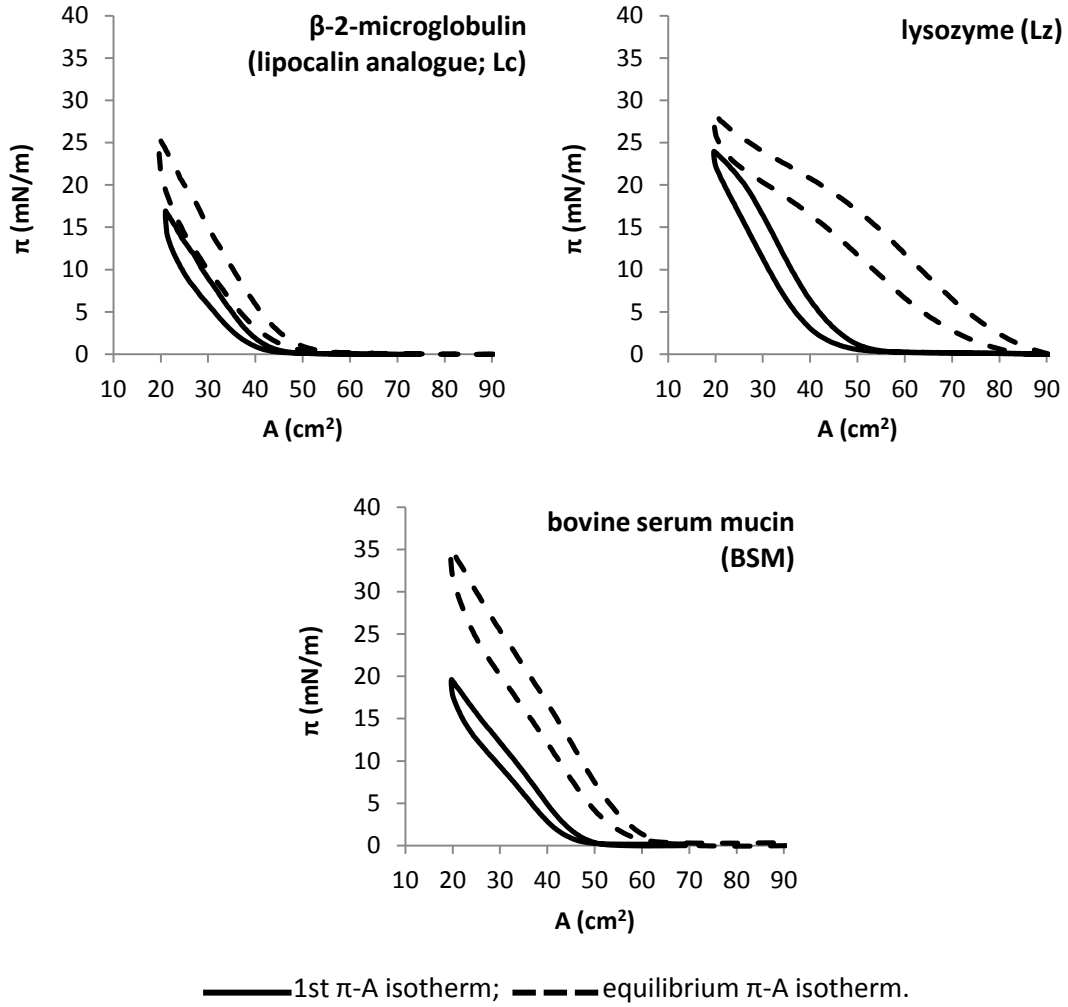 β-2-microglobulin
(lipocalin analogue; Lc)
40
35
30
25
20
15
10
5
0
π (mN/m)
10 20 30 40 50 60 70 80 90
A (cm²)
lysozyme (Lz)
40
35
30
25
20
15
10
5
0
π (mN/m)
10 20 30 40 50 60 70 80 90
A (cm²)
bovine serum mucin
(BSM)
40
35
30
25
20
15
10
5
0
π (mN/m)
10 20 30 40 50 60 70 80 90
A (cm²)
1st π-A isotherm; equilibrium π-A isotherm.